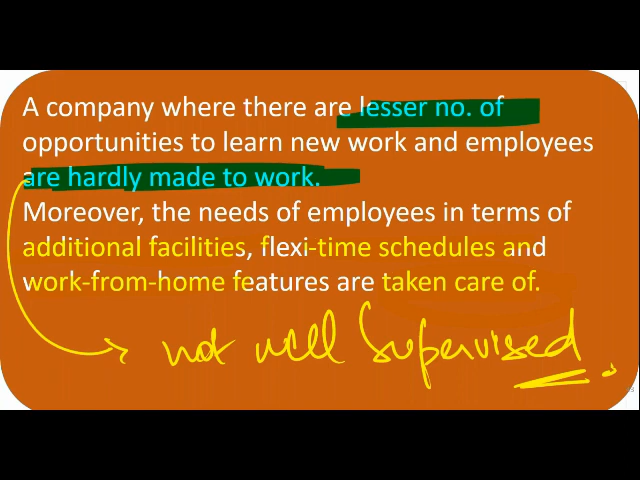 A company where there are lesser no. of
opportunities to learn new work and employees
are hardly made to work.
Moreover, the needs of employees in terms of
additional facilities, flexi-time schedules and
work-from-home features are taken care of.
not well Supervised.